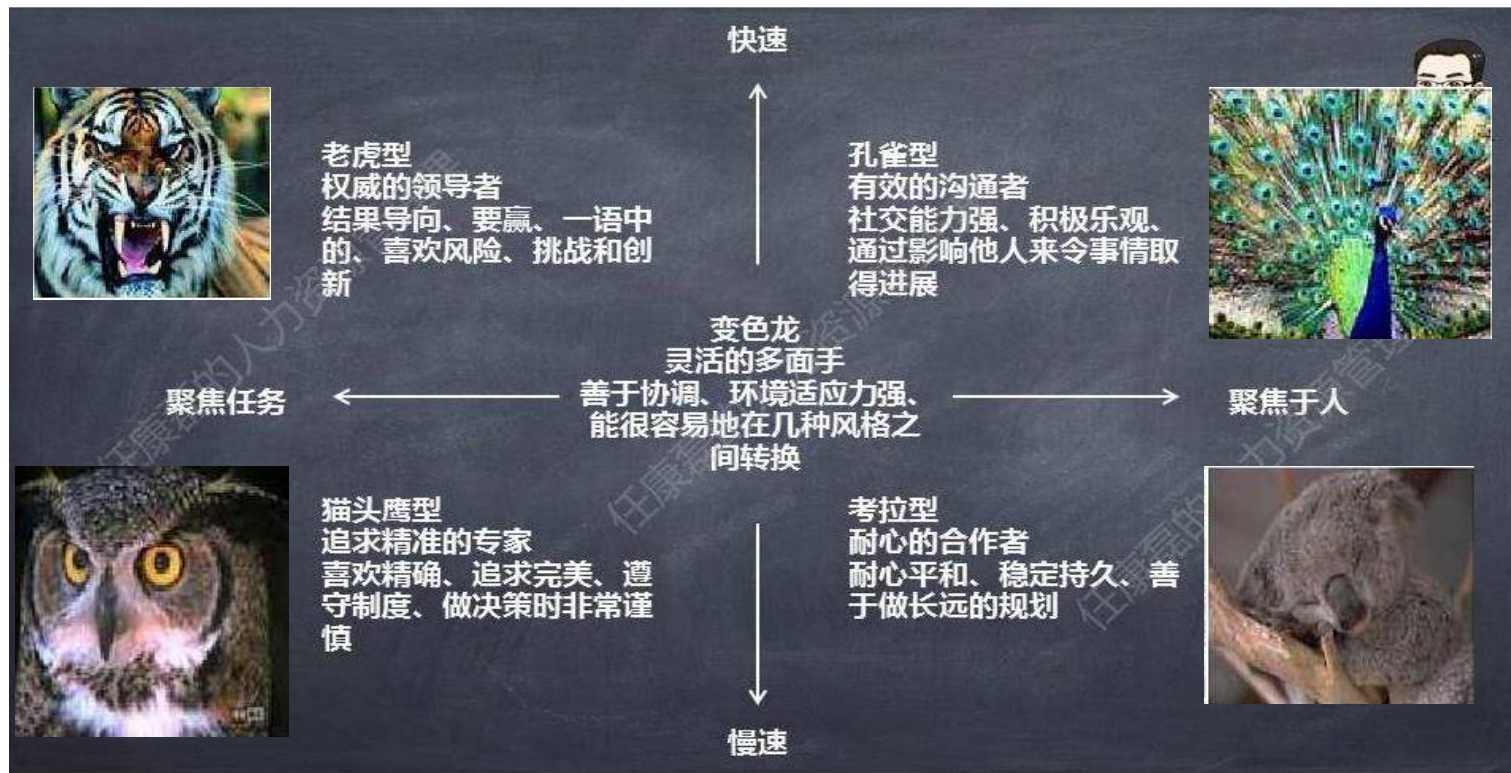 快速
老虎型
权威的领导者
结果导向、要赢、一语中
的、喜欢风险、挑战和创
新
孔雀型
有效的沟通者
社交能力强、积极乐观、
通过影响他人来令事情取
得进展
变色龙
灵活的多面手
善于协调、环境适应力强、
能很容易地在几种风格之
间转换
聚焦任务
聚焦于人
猫头鹰型
追求精准的专家
喜欢精确、追求完美、遵
守制度、做决策时非常谨
慎
考拉型
耐心的合作者
耐心平和、稳定持久、善
于做长远的规划
慢速